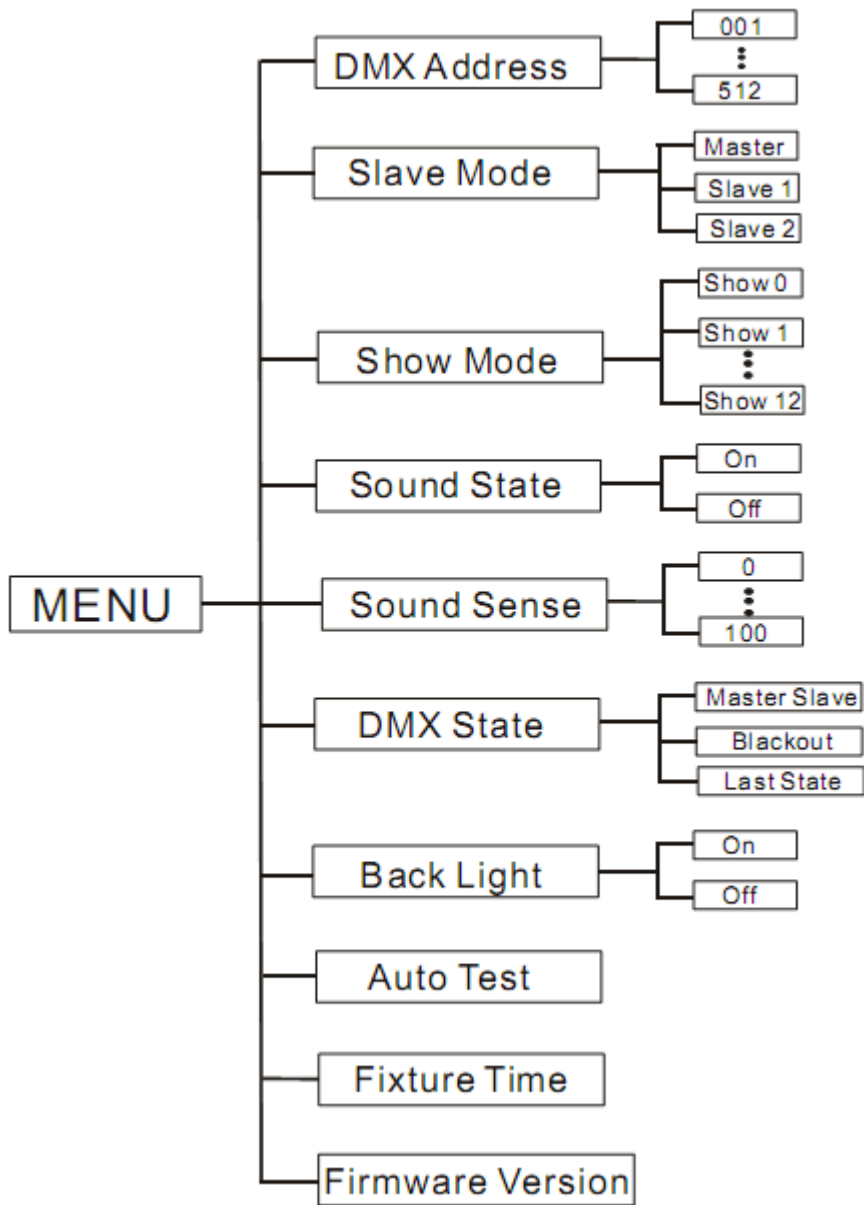 MENU
DMX Address
001
512
Slave Mode
Master
Slave 1
Slave 2
Show Mode
Show 0
Show 1
Show 12
Sound State
On
Off
Sound Sense
0
100
DMX State
Master Slave
Blackout
Last State
Back Light
On
Off
Auto Test
Fixture Time
Firmware Version